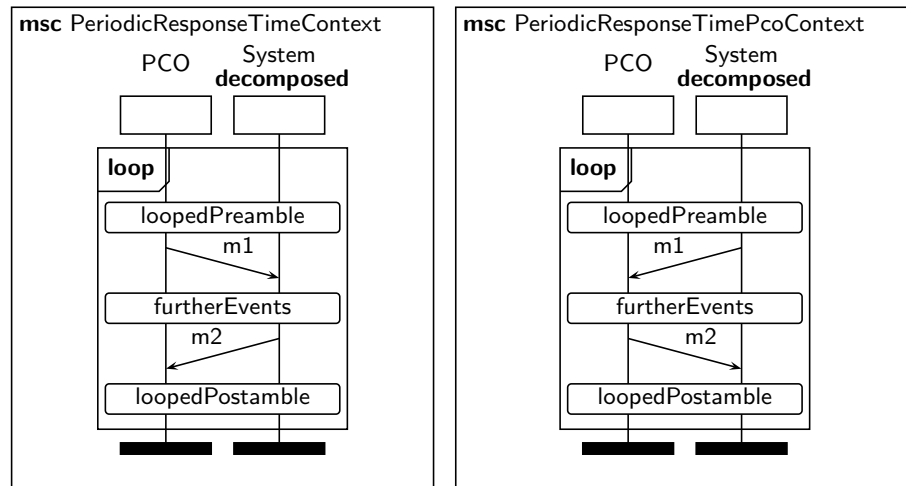 msc PeriodicResponseTimeContext
PCO
System
decomposed
loop
loopedPreamble
m1
furtherEvents
m2
loopedPostamble
msc PeriodicResponseTimePcoContext
PCO
System
decomposed
loop
loopedPreamble
m1
furtherEvents
m2
loopedPostamble